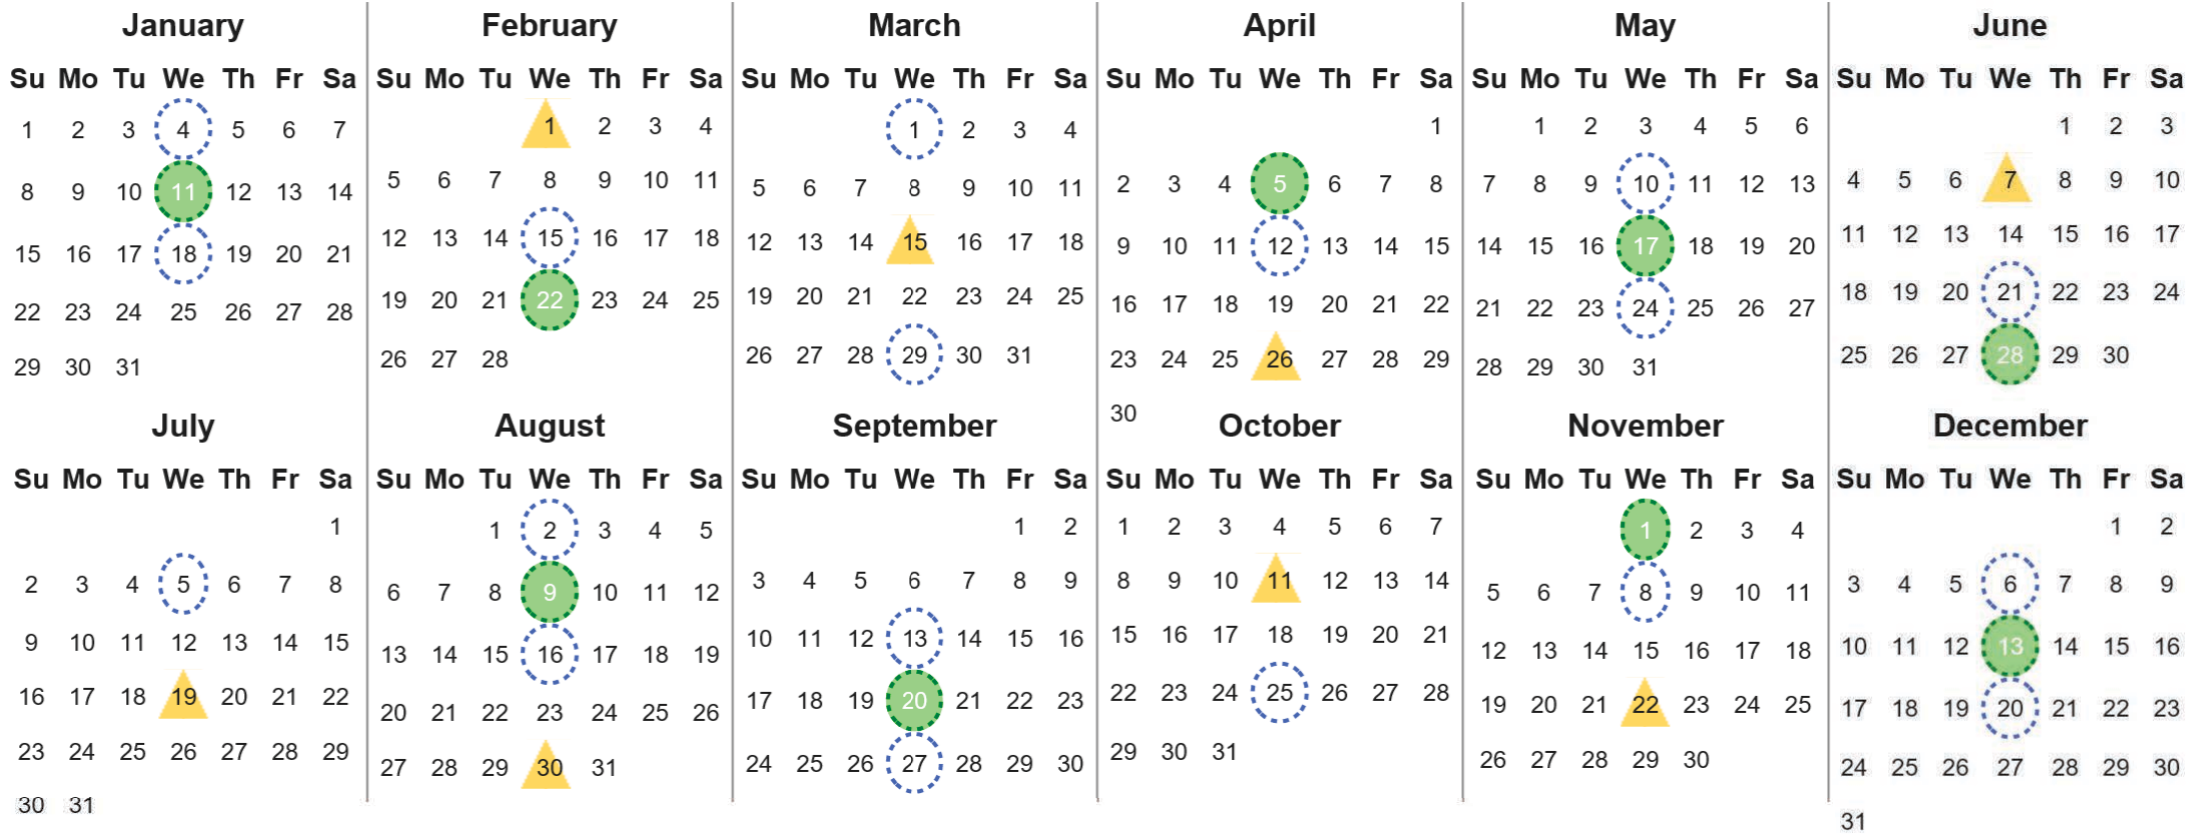 January
Su Mo Tu We Th Fr Sa
1 2 3 4 5 6 7
8 9 10 11 12 13 14
15 16 17 18 19 20 21
22 23 24 25 26 27 28
29 30 31
February
Su Mo Tu We Th Fr Sa
1 2 3 4
5 6 7 8 9 10 11
12 13 14 15 16 17 18
19 20 21 22 23 24 25
26 27 28
March
Su Mo Tu We Th Fr Sa
1 2 3 4
5 6 7 8 9 10 11
12 13 14 15 16 17 18
19 20 21 22 23 24 25
26 27 28 29 30 31
April
Su Mo Tu We Th Fr Sa
1
2 3 4 5 6 7 8
9 10 11 12 13 14 15
16 17 18 19 20 21 22
23 24 25 26 27 28 29
30
May
Su Mo Tu We Th Fr Sa
1 2 3 4 5 6
7 8 9 10 11 12 13
14 15 16 17 18 19 20
21 22 23 24 25 26 27
28 29 30 31
June
Su Mo Tu We Th Fr Sa
1 2 3
4 5 6 7 8 9 10
11 12 13 14 15 16 17
18 19 20 21 22 23 24
25 26 27 28 29 30
July
Su Mo Tu We Th Fr Sa
1
2 3 4 5 6 7 8
9 10 11 12 13 14 15
16 17 18 19 20 21 22
23 24 25 26 27 28 29
30 31
August
Su Mo Tu We Th Fr Sa
1 2 3 4 5
6 7 8 9 10 11 12
13 14 15 16 17 18 19
20 21 22 23 24 25 26
27 28 29 30 31
September
Su Mo Tu We Th Fr Sa
1 2
3 4 5 6 7 8 9
10 11 12 13 14 15 16
17 18 19 20 21 22 23
24 25 26 27 28 29 30
October
Su Mo Tu We Th Fr Sa
1 2 3 4 5 6 7
8 9 10 11 12 13 14
15 16 17 18 19 20 21
22 23 24 25 26 27 28
29 30 31
November
Su Mo Tu We Th Fr Sa
1 2 3 4
5 6 7 8 9 10 11
12 13 14 15 16 17 18
19 20 21 22 23 24 25
26 27 28 29 30
December
Su Mo Tu We Th Fr Sa
1 2
3 4 5 6 7 8 9
10 11 12 13 14 15 16
17 18 19 20 21 22 23
24 25 26 27 28 29 30
31